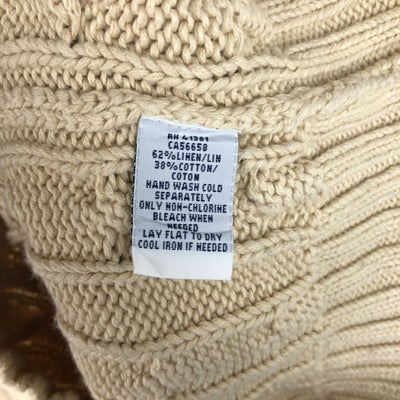 RN 41381
CA56658
62%LINEN/LIN
38%COTTON/
COTON
HAND WASH COLD
SEPARATELY
ONLY NON-CHLORINE
BLEACH WHEN
NEEDED
LAY FLAT TO DRY
COOL IRON IF NEEDED